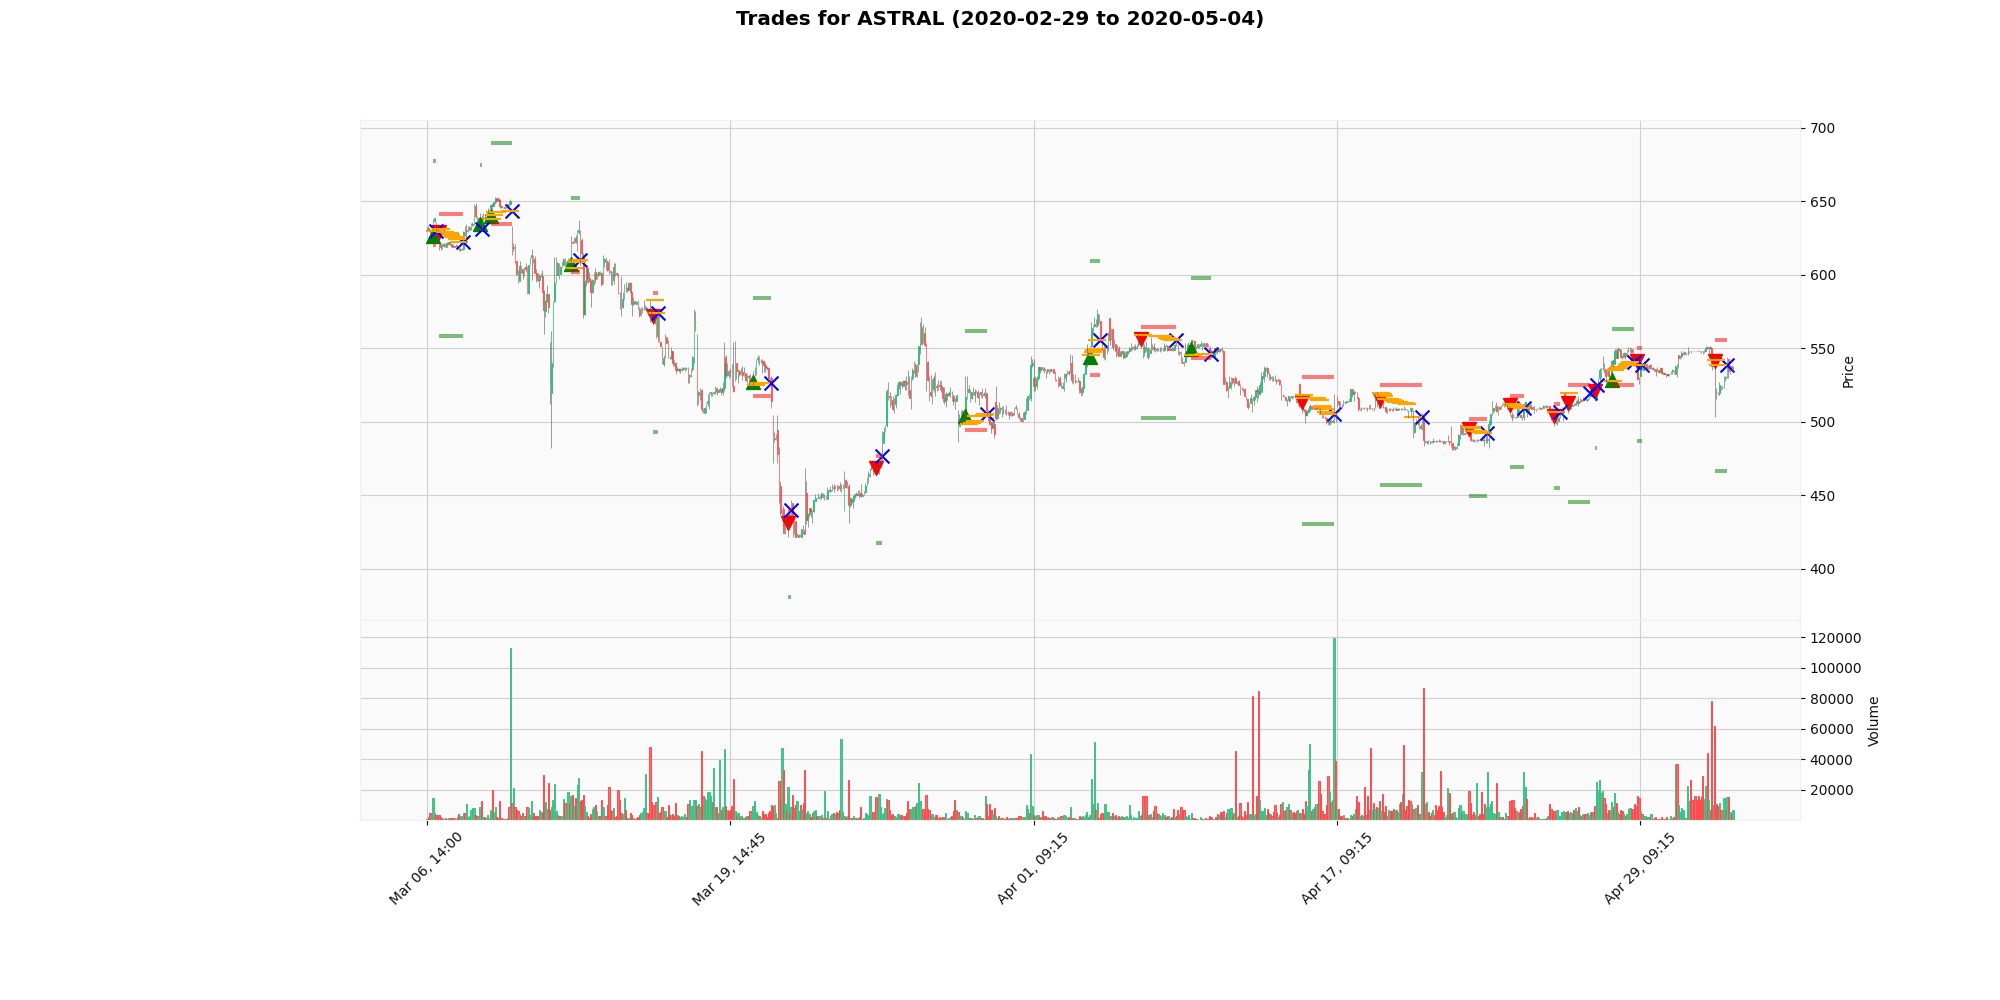 Trades for ASTRAL (2020-02-29 to 2020-05-04)
700
650
600
550
500
450
400
Price
120000
100000
80000
60000
40000
20000
Volume
Mar 06, 14:00
Mar 19, 14:45
Apr 01, 09:15
Apr 17, 09:15
Apr 29, 09:15